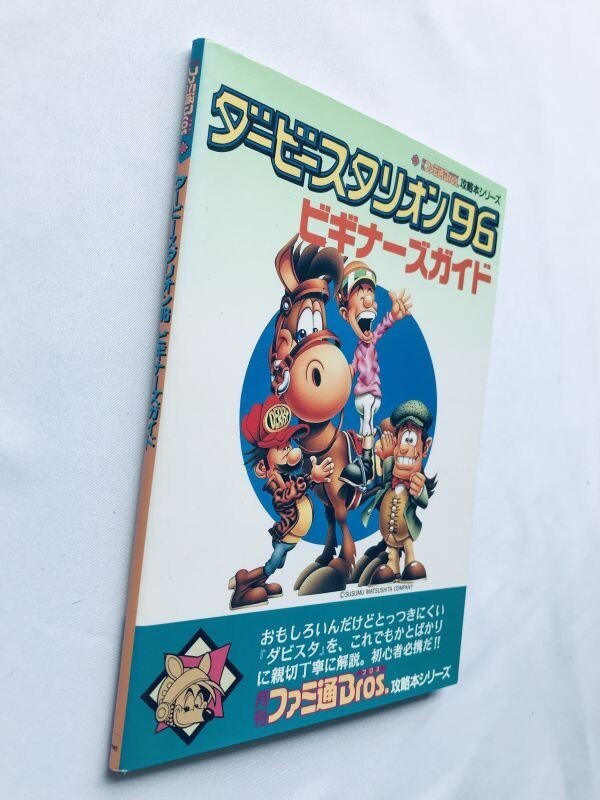 ファミ通Bros.
ダービースタリオン96 ビギナーズガイド
月刊ファミ通Bros.攻略本シリーズ
ダービースタリオン96
ビギナーズガイド
DERBY
©SUSUMU MATSUSHITA COMPANY
おもしろいんだけどとっつきにくい
『ダビスタ』を、これでもかとばかり
に親切丁寧に解説。初心者必携だ!!
ブロス
月刊ファミ通Bros.攻略本シリーズ